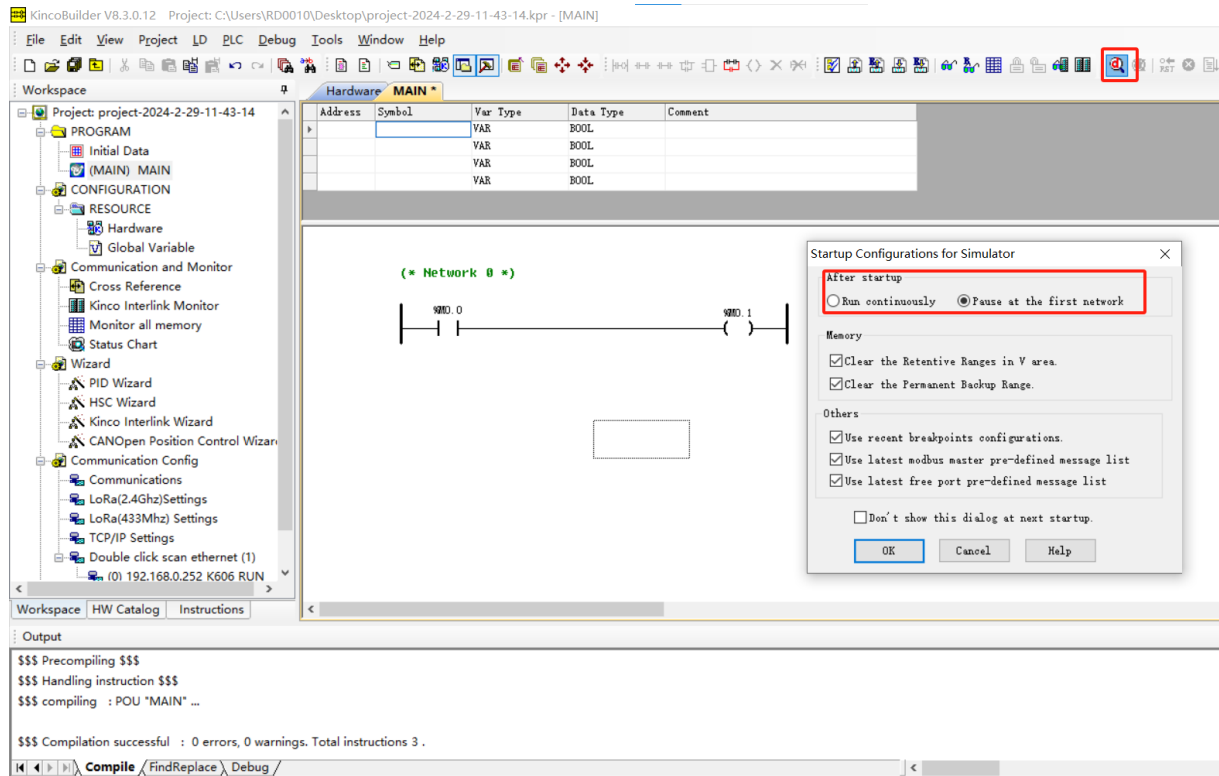 KincoBuilder V8.3.0.12 Project: C:\Users\RD0010\Desktop\project-2024-2-29-11-43-14.kpr - [MAIN]
File Edit View Project LD PLC Debug Tools Window Help
Workspace
Project: project-2024-2-29-11-43-14
PROGRAM
Initial Data
(MAIN) MAIN
CONFIGURATION
RESOURCE
Hardware
Global Variable
Communication and Monitor
Cross Reference
Kinco Interlink Monitor
Monitor all memory
Status Chart
Wizard
PID Wizard
HSC Wizard
Kinco Interlink Wizard
CANOpen Position Control Wizar
Communication Config
Communications
LoRa(2.4Ghz)Settings
LoRa(433Mhz) Settings
TCP/IP Settings
Double click scan ethernet (1)
(0) 192.168.0.252 K606 RUN
Workspace HW Catalog Instructions
Hardware MAIN *
Address Symbol Var Type Data Type Comment
VAR BOOL
VAR BOOL
VAR BOOL
VAR BOOL
(* Network 0 *)
%M0.0 %M0.1
Startup Configurations for Simulator
After startup
Run continuously Pause at the first network
Memory
Clear the Retentive Ranges in V area.
Clear the Permanent Backup Range.
Others
Use recent breakpoints configurations.
Use latest modbus master pre-defined message list
Use latest free port pre-defined message list
Don't show this dialog at next startup.
OK Cancel Help
Output
$$$ Precompiling $$$
$$$ Handling instruction $$$
$$$ compiling : POU "MAIN" ...
$$$ Compilation successful : 0 errors, 0 warnings. Total instructions 3 .
Compile FindReplace Debug